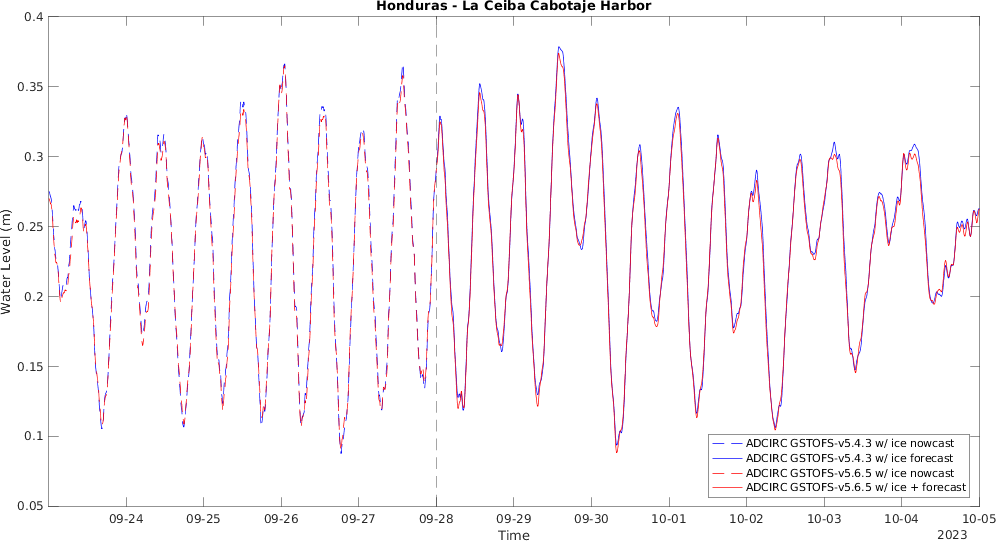 Honduras - La Ceiba Cabotaje Harbor
0.4
0.35
0.3
0.25
0.2
0.15
0.1
0.05
Water Level (m)
ADCIRC GSTOFS-v5.4.3 w/ ice nowcast
ADCIRC GSTOFS-v5.4.3 w/ ice forecast
ADCIRC GSTOFS-v5.6.5 w/ ice nowcast
ADCIRC GSTOFS-v5.6.5 w/ ice + forecast
09-24 09-25 09-26 09-27 09-28 09-29 09-30 10-01 10-02 10-03 10-04 10-05
Time
2023